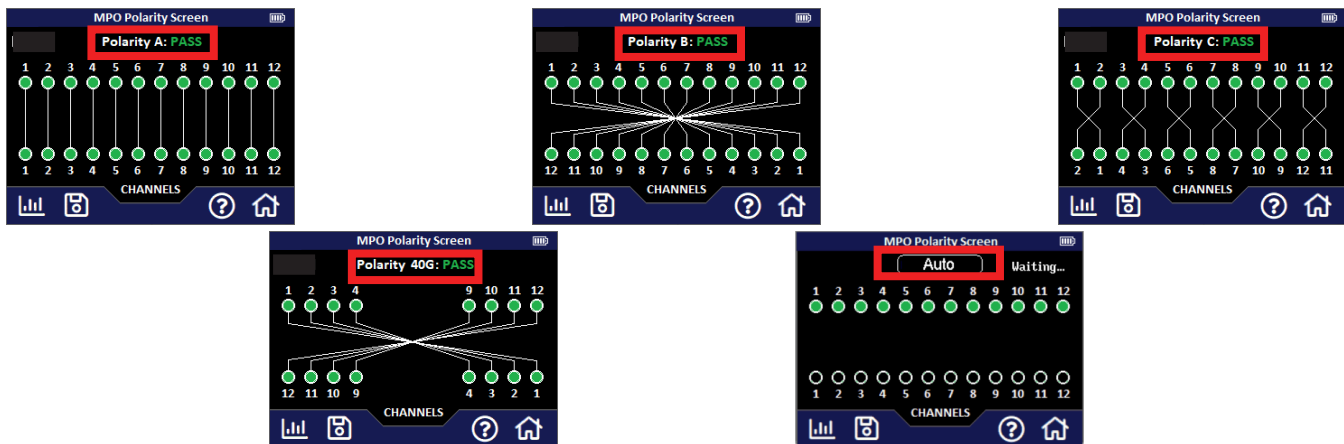 MPO Polarity Screen
Polarity A: PASS
1 2 3 4 5 6 7 8 9 10 11 12
1 2 3 4 5 6 7 8 9 10 11 12
CHANNELS
MPO Polarity Screen
Polarity B: PASS
1 2 3 4 5 6 7 8 9 10 11 12
12 11 10 9 8 7 6 5 4 3 2 1
CHANNELS
MPO Polarity Screen
Polarity C: PASS
1 2 3 4 5 6 7 8 9 10 11 12
2 1 4 3 6 5 8 7 10 9 12 11
CHANNELS
MPO Polarity Screen
Polarity 40G: PASS
1 2 3 4 9 10 11 12
12 11 10 9 4 3 2 1
CHANNELS
MPO Polarity Screen
Auto Waiting...
1 2 3 4 5 6 7 8 9 10 11 12
1 2 3 4 5 6 7 8 9 10 11 12
CHANNELS